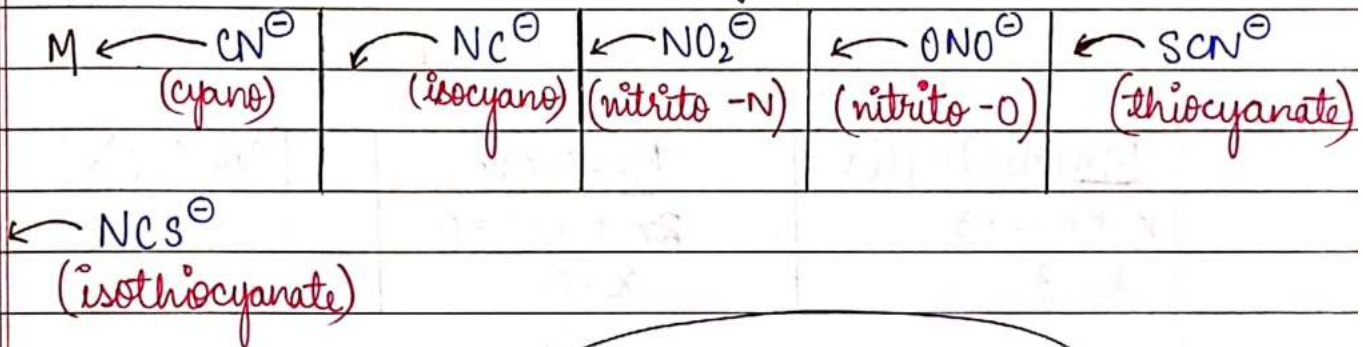 M ← CN⊖ ← NC⊖ ← NO₂⊖ ← ONO⊖ ← SCN⊖
(cyano) (isocyano) (nitrito -N) (nitrito -O) (thiocyanate)
← NCS⊖
(isothiocyanate)